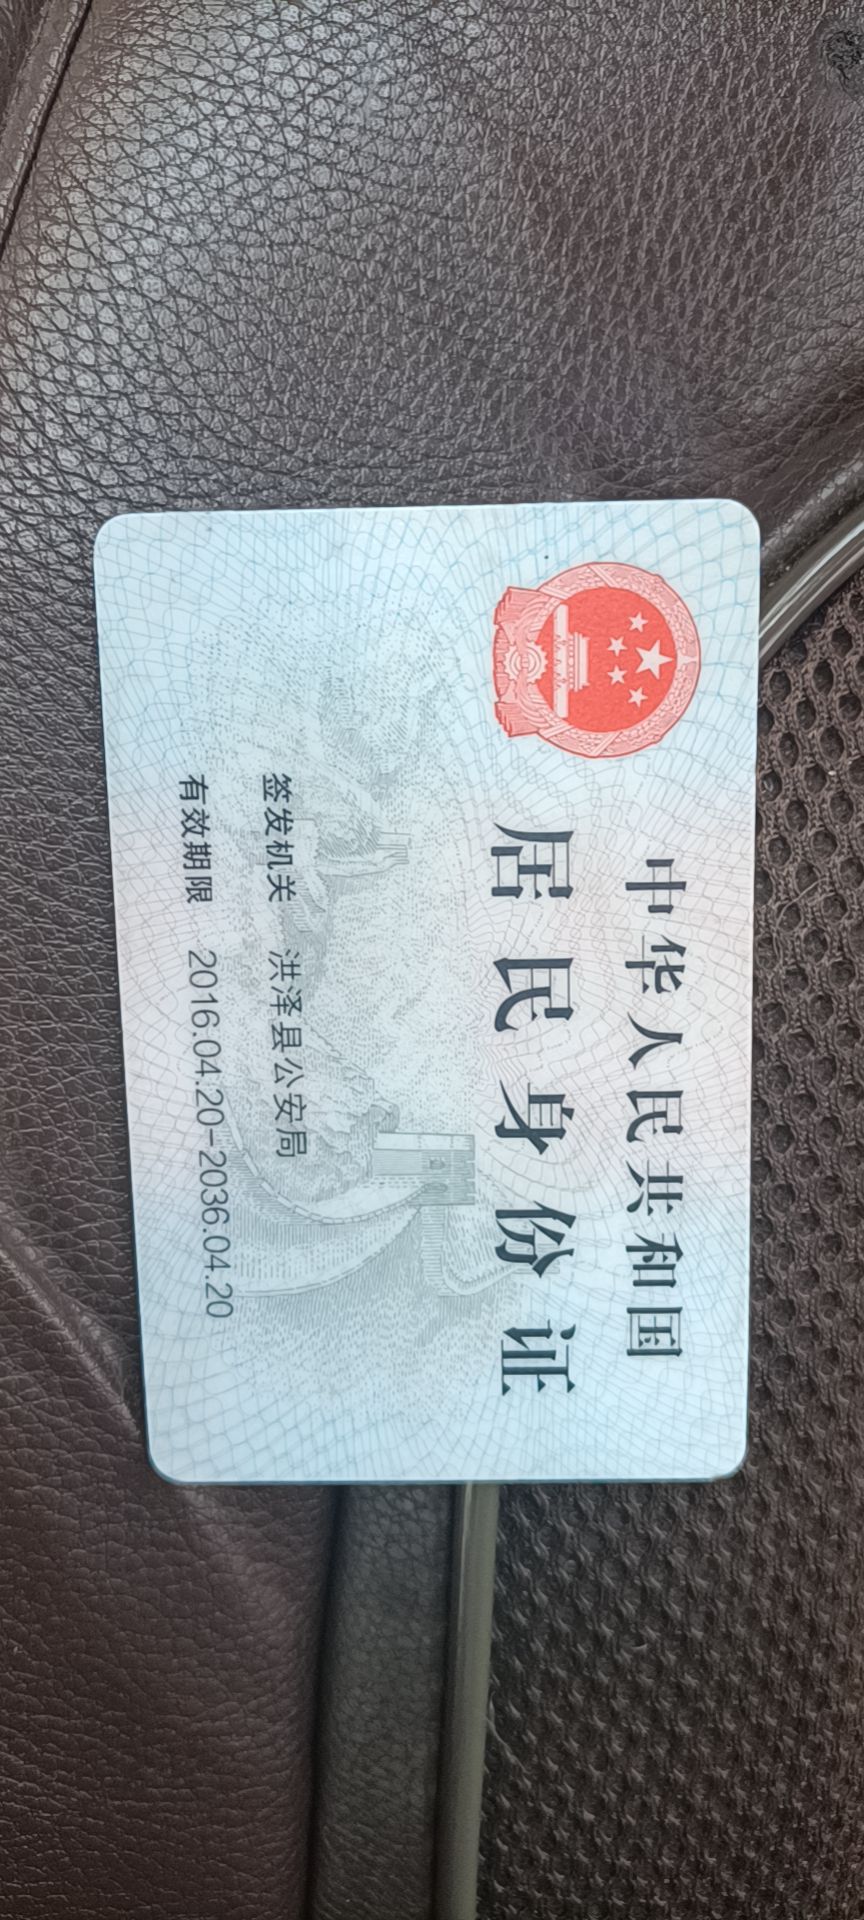 中华人民共和国
居民身份证
签发机关 洪泽县公安局
有效期限 2016.04.20-2036.04.20